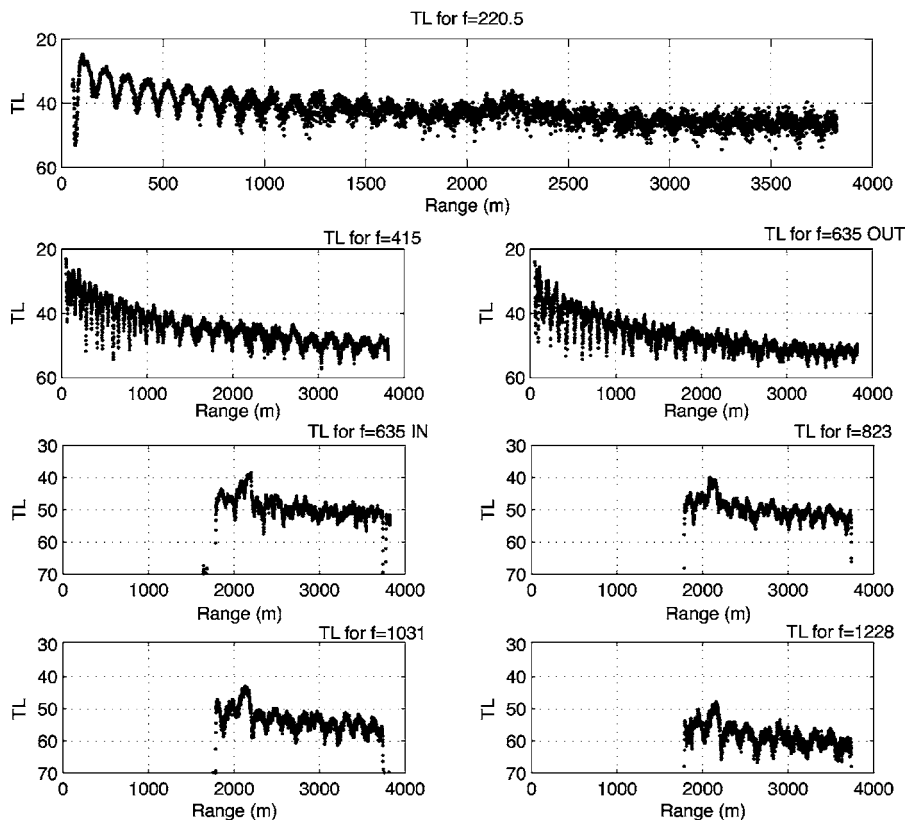 TL for f=220.5
20
40
60
TL
0 500 1000 1500 2000 2500 3000 3500 4000
Range (m)
TL for f=415
20
40
60
TL
0 1000 2000 3000 4000
Range (m)
TL for f=635 OUT
20
40
60
TL
0 1000 2000 3000 4000
Range (m)
TL for f=635 IN
30
40
50
60
70
TL
0 1000 2000 3000 4000
Range (m)
TL for f=823
30
40
50
60
70
TL
0 1000 2000 3000 4000
Range (m)
TL for f=1031
30
40
50
60
70
TL
0 1000 2000 3000 4000
Range (m)
TL for f=1228
30
40
50
60
70
TL
0 1000 2000 3000 4000
Range (m)